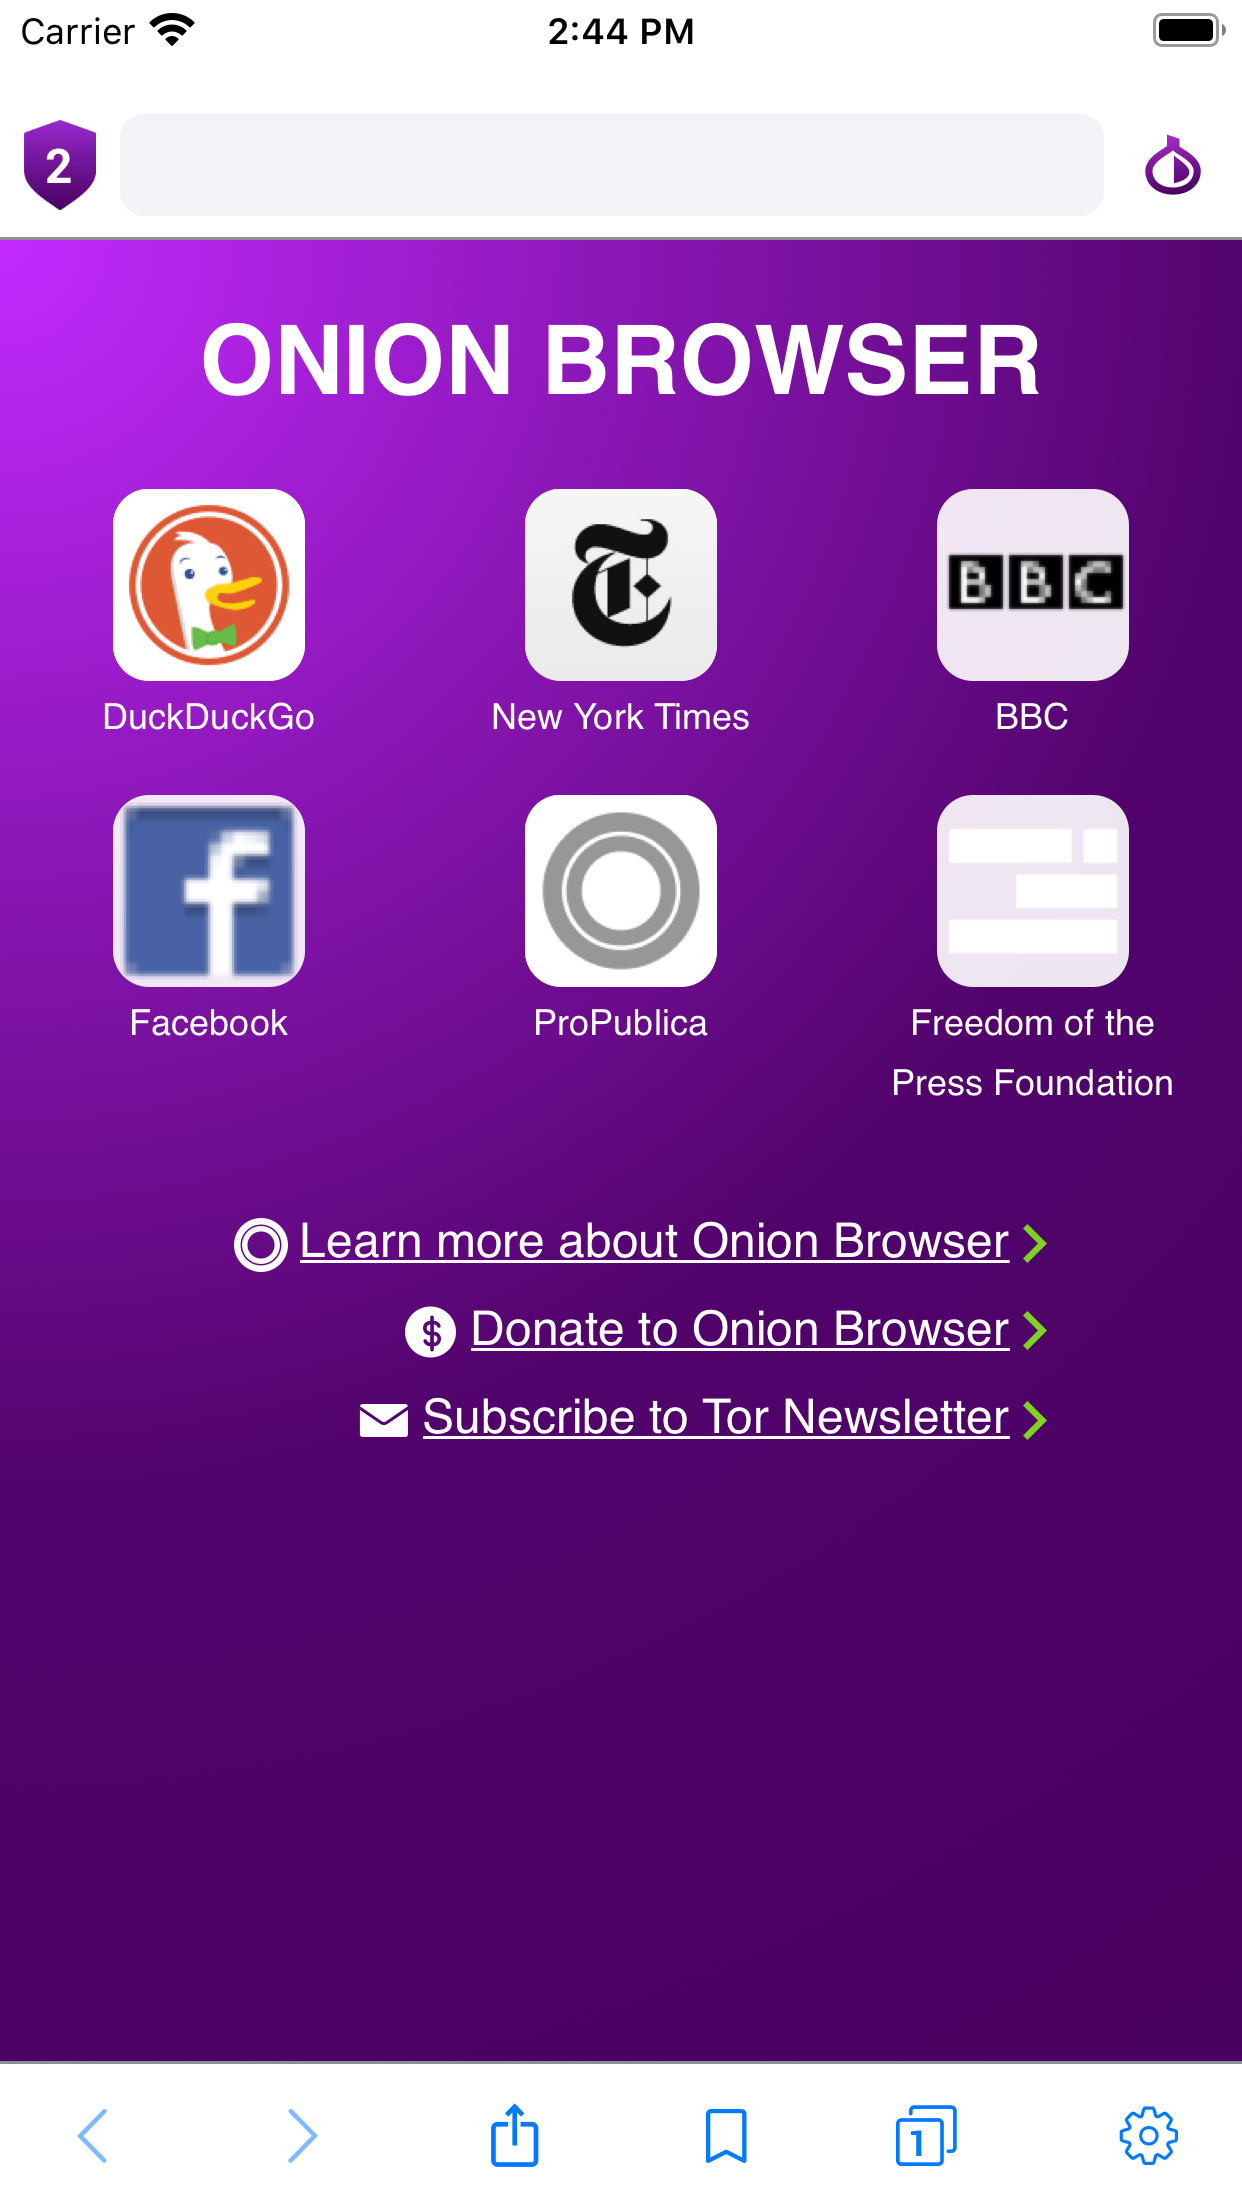 Carrier 2:44 PM
2
ONION BROWSER
BBC
DuckDuckGo New York Times BBC
f
Facebook ProPublica Freedom of the
Press Foundation
Learn more about Onion Browser
$ Donate to Onion Browser
Subscribe to Tor Newsletter
1